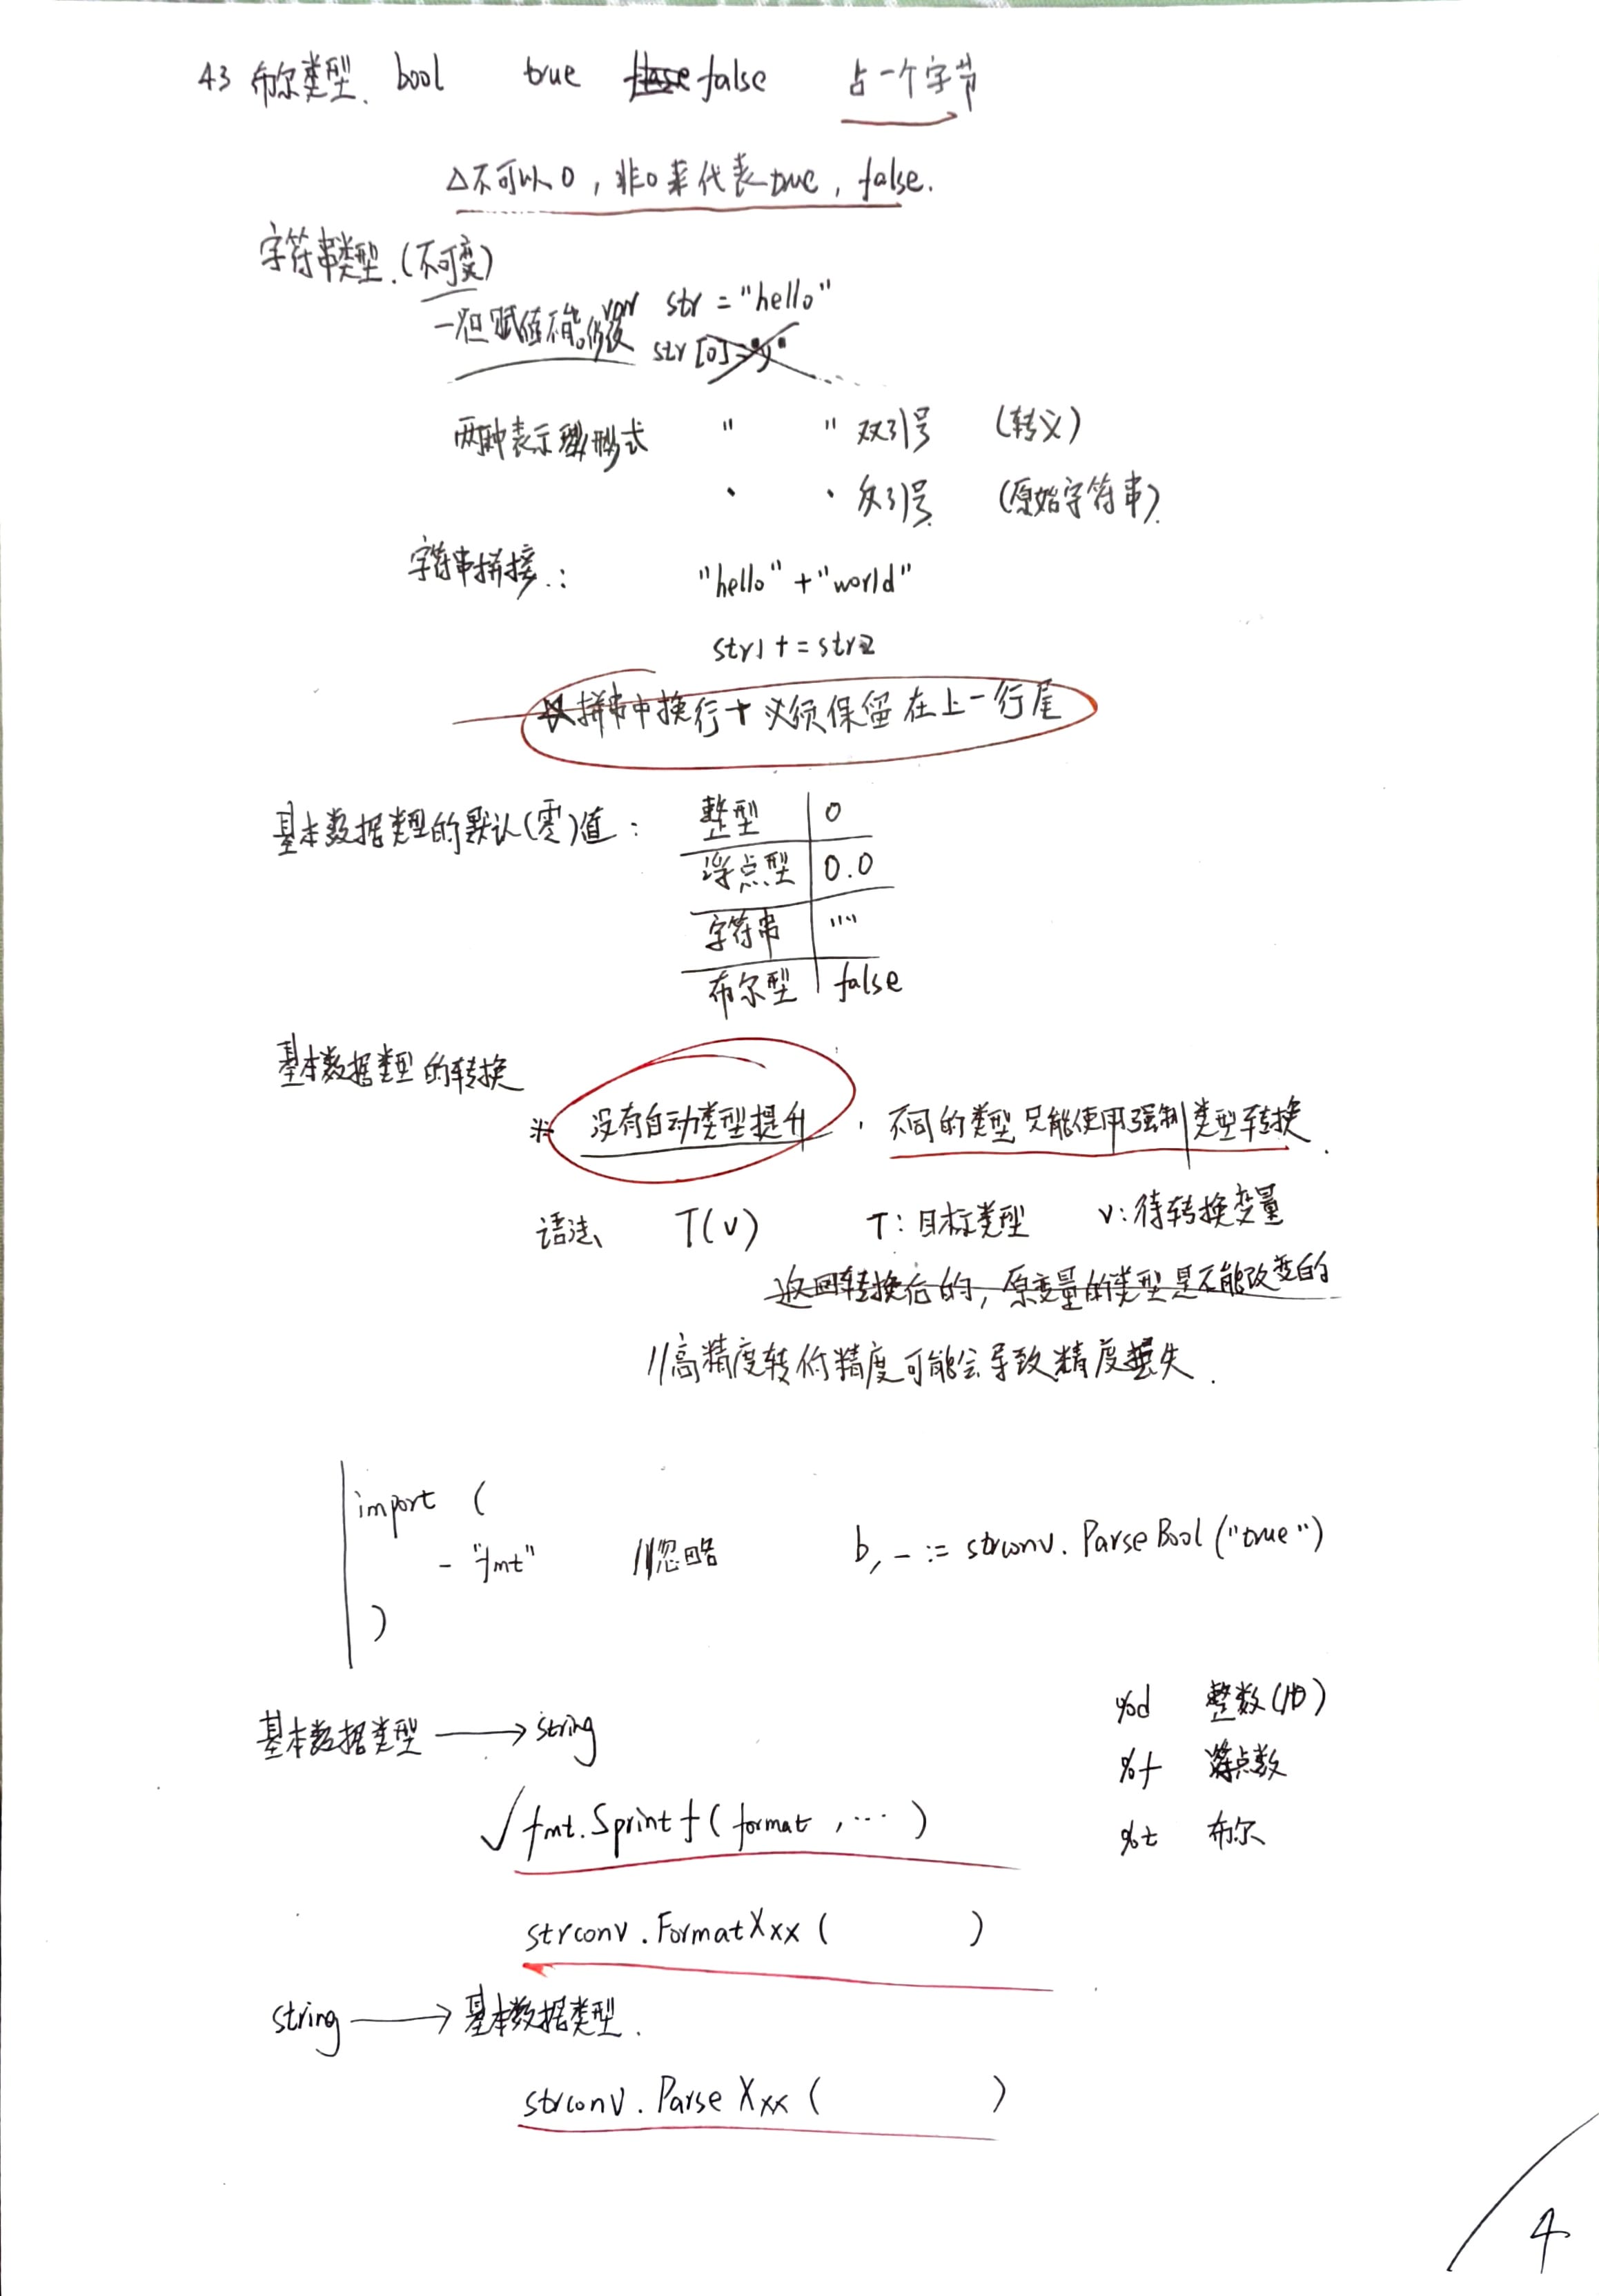 43 布尔类型. bool true false 占一个字节
△不可以0，非0来代表true，false.
字符串类型.(不可变)
一旦赋值不能修改 var str = "hello"
str[0]="y"
两种表示形式 " " 双引号 (转义)
` ` 反引号 (原始字符串).
字符串拼接.: "hello"+"world"
str1+=str2
☆拼串中换行+必须保留在上一行尾
基本数据类型的默认(零)值: 整型 0
浮点型 0.0
字符串 ""
布尔型 false
基本数据类型的转换
※ 没有自动类型提升, 不同的类型只能使用强制类型转换.
语法、 T(v) T:目标类型 v:待转换变量
返回转换后的,原变量的类型是不能改变的
//高精度转低精度可能会导致精度丢失.
import (
_ "fmt" //忽略 b, _ := strconv.ParseBool("true")
)
%d 整数(10)
基本数据类型 → string
%f 浮点数
√ fmt.Sprintf(format, ...)
%t 布尔
strconv.FormatXxx( )
string → 基本数据类型.
strconv.ParseXxx( )
4